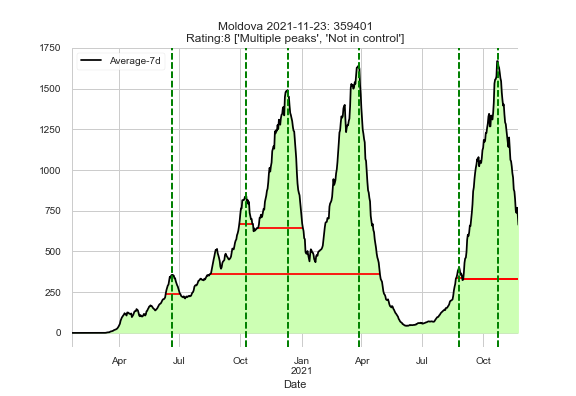 Moldova 2021-11-23: 359401
Rating:8 ['Multiple peaks', 'Not in control']
Average-7d
1750
1500
1250
1000
750
500
250
0
Apr Jul Oct Jan Apr Jul Oct
2021
Date